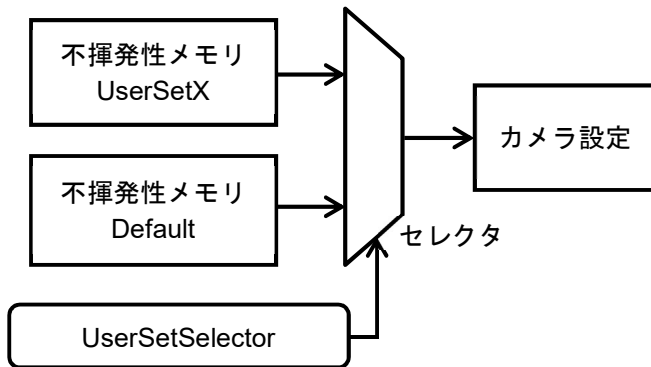 不揮発性メモリ
UserSetX
カメラ設定
不揮発性メモリ
Default
セレクタ
UserSetSelector